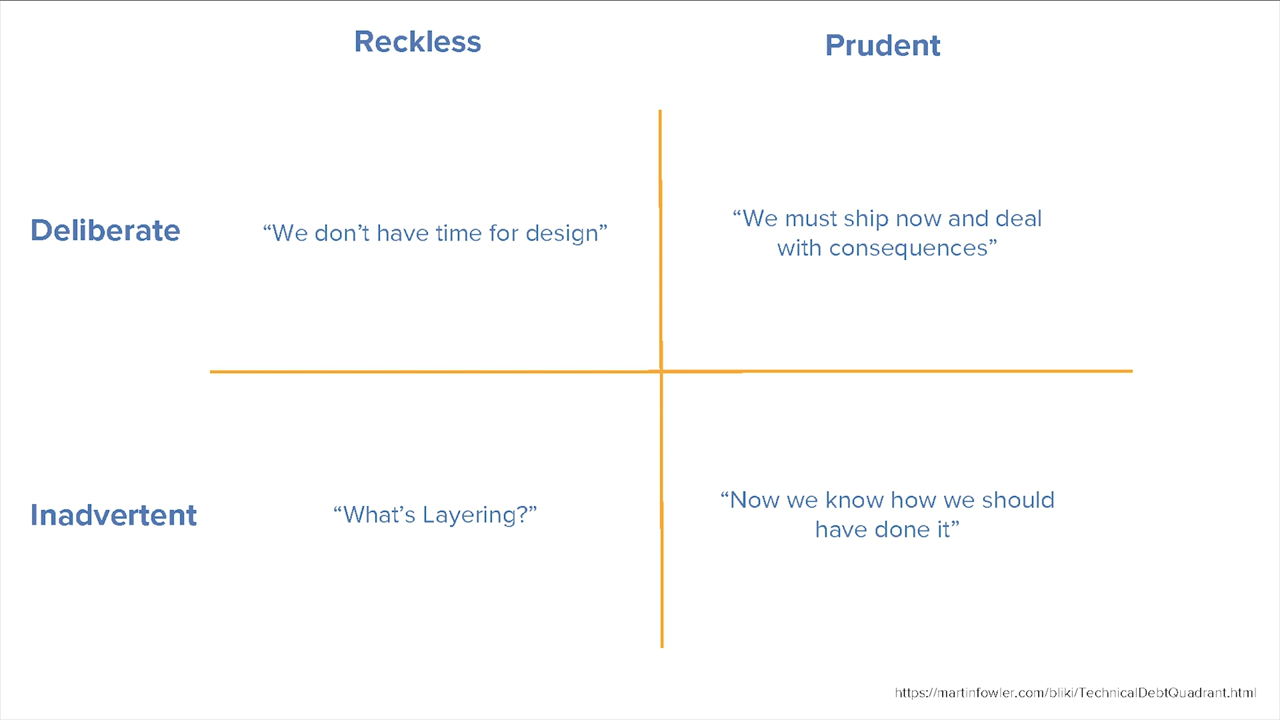 Reckless
Prudent
Deliberate
“We don’t have time for design”
“We must ship now and deal
with consequences”
Inadvertent
“What’s Layering?”
“Now we know how we should
have done it”
https://martinfowler.com/bliki/TechnicalDebtQuadrant.html